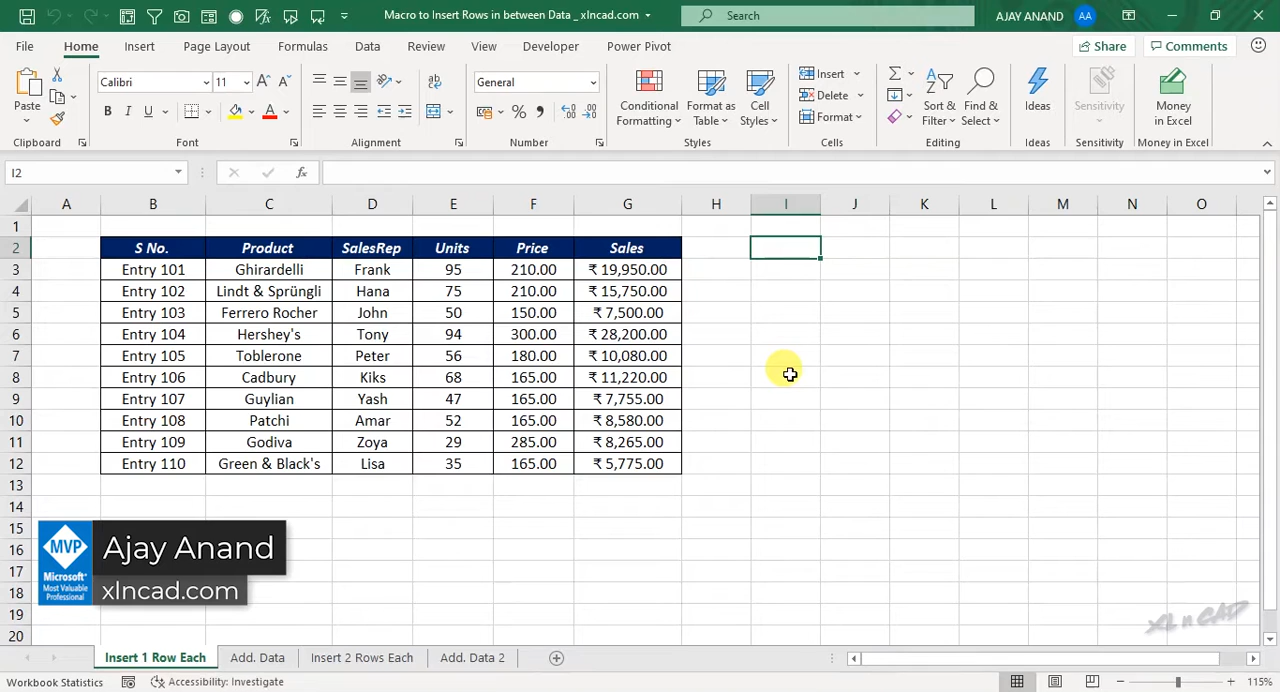 Macro to Insert Rows in between Data _ xlncad.com
Search
AJAY ANAND AA
File Home Insert Page Layout Formulas Data Review View Developer Power Pivot Share Comments
Paste
Clipboard
Calibri 11
B I U
Font
Alignment
General
Number
Conditional Formatting
Format as Table
Cell Styles
Styles
Insert
Delete
Format
Cells
Sort & Filter
Find & Select
Editing
Ideas
Ideas
Sensitivity
Sensitivity
Money in Excel
Money in Excel
I2 fx
A B C D E F G H I J K L M N O
1
2 S No. Product SalesRep Units Price Sales
3 Entry 101 Ghirardelli Frank 95 210.00 ₹ 19,950.00
4 Entry 102 Lindt & Sprüngli Hana 75 210.00 ₹ 15,750.00
5 Entry 103 Ferrero Rocher John 50 150.00 ₹ 7,500.00
6 Entry 104 Hershey's Tony 94 300.00 ₹ 28,200.00
7 Entry 105 Toblerone Peter 56 180.00 ₹ 10,080.00
8 Entry 106 Cadbury Kiks 68 165.00 ₹ 11,220.00
9 Entry 107 Guylian Yash 47 165.00 ₹ 7,755.00
10 Entry 108 Patchi Amar 52 165.00 ₹ 8,580.00
11 Entry 109 Godiva Zoya 29 285.00 ₹ 8,265.00
12 Entry 110 Green & Black's Lisa 35 165.00 ₹ 5,775.00
13
14
15
16
17
18
19
20
MVP
Microsoft®
Most Valuable
Professional
Ajay Anand
xlncad.com
XL n CAD
Insert 1 Row Each Add. Data Insert 2 Rows Each Add. Data 2
Workbook Statistics Accessibility: Investigate 115%